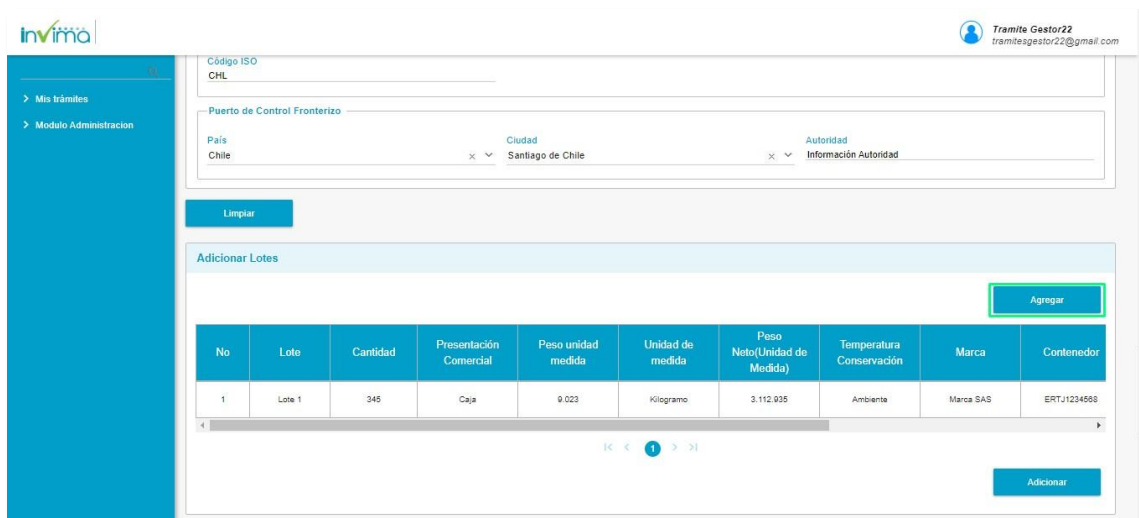 invima
Tramite Gestor22
tramitesgestor22@gmail.com
Mis trámites
Modulo Administracion
Código ISO
CHL
Puerto de Control Fronterizo
País Ciudad Autoridad
Chile Santiago de Chile Información Autoridad
Limpiar
Adicionar Lotes
Agregar
No Lote Cantidad Presentación Comercial Peso unidad medida Unidad de medida Peso Neto(Unidad de Medida) Temperatura Conservación Marca Contenedor
1 Lote 1 345 Caja 9.023 Kilogramo 3.112.935 Ambiente Marca SAS ERTJ1234568
1
Adicionar